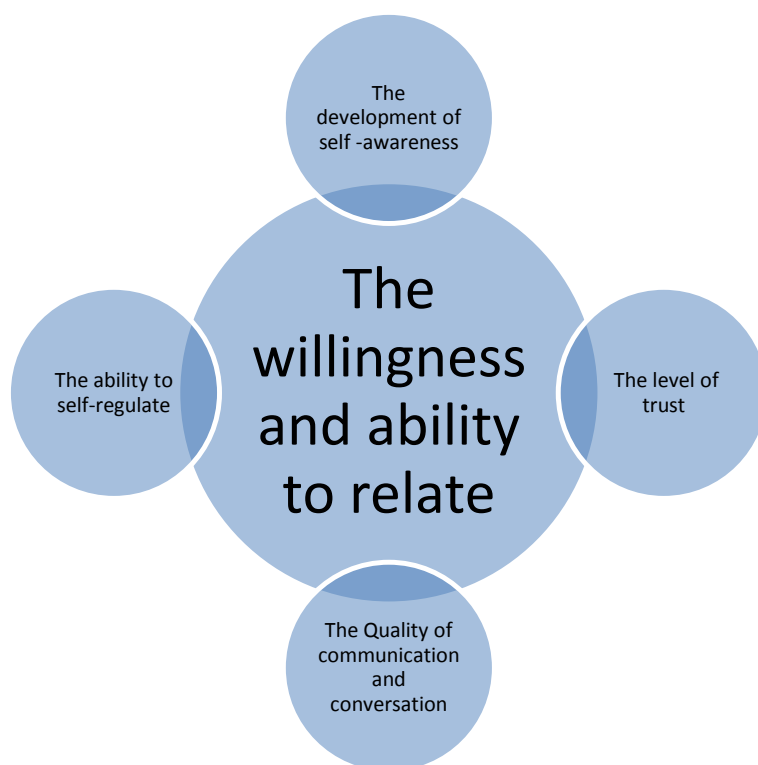 The
development of
self -awareness
The
willingness
and ability
to relate
The ability to
self-regulate
The level of
trust
The Quality of
communication
and
conversation